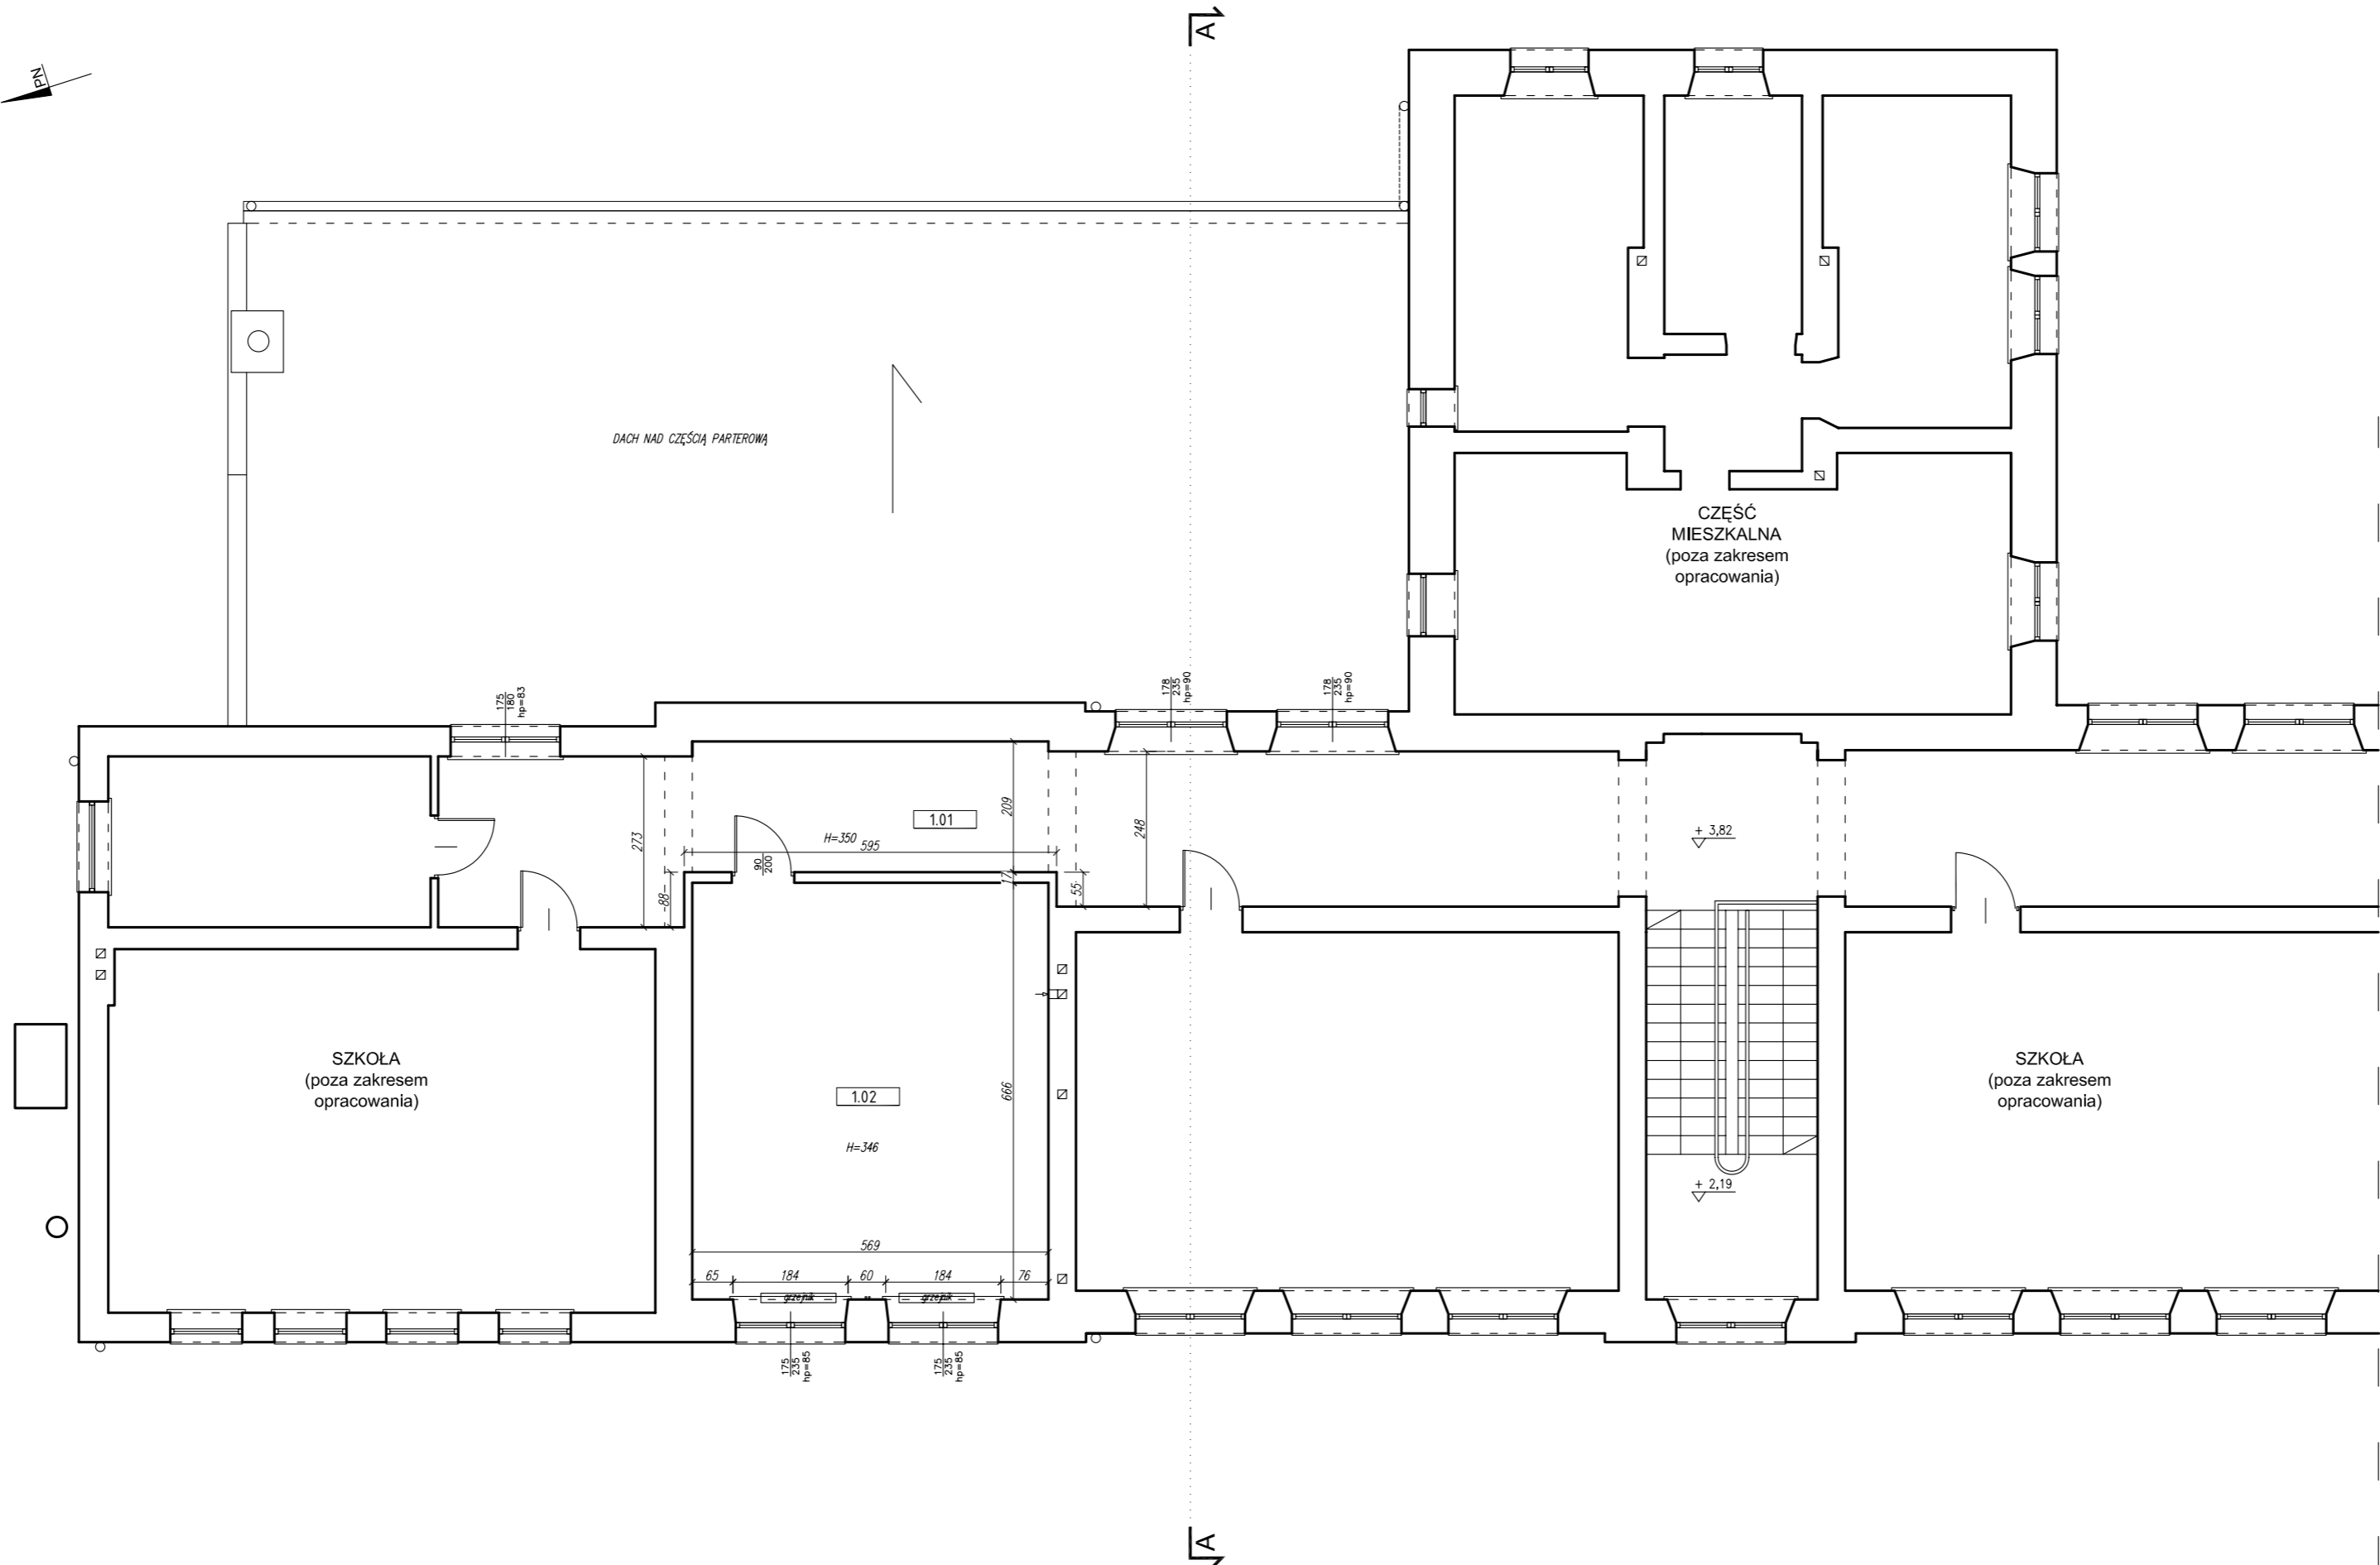 A
PN
DACH NAD CZĘŚCIĄ PARTEROWĄ
CZĘŚĆ
MIESZKALNA
(poza zakresem
opracowania)
175
180
hp=83
178
235
hp=90
178
235
hp=90
273
88
H=350
595
90
200
1.01
209
17
248
55
+ 3,82
SZKOŁA
(poza zakresem
opracowania)
1.02
H=346
666
569
65
184
60
184
76
grzejnik
grzejnik
175
235
hp=85
175
235
hp=85
+ 2,19
SZKOŁA
(poza zakresem
opracowania)
A